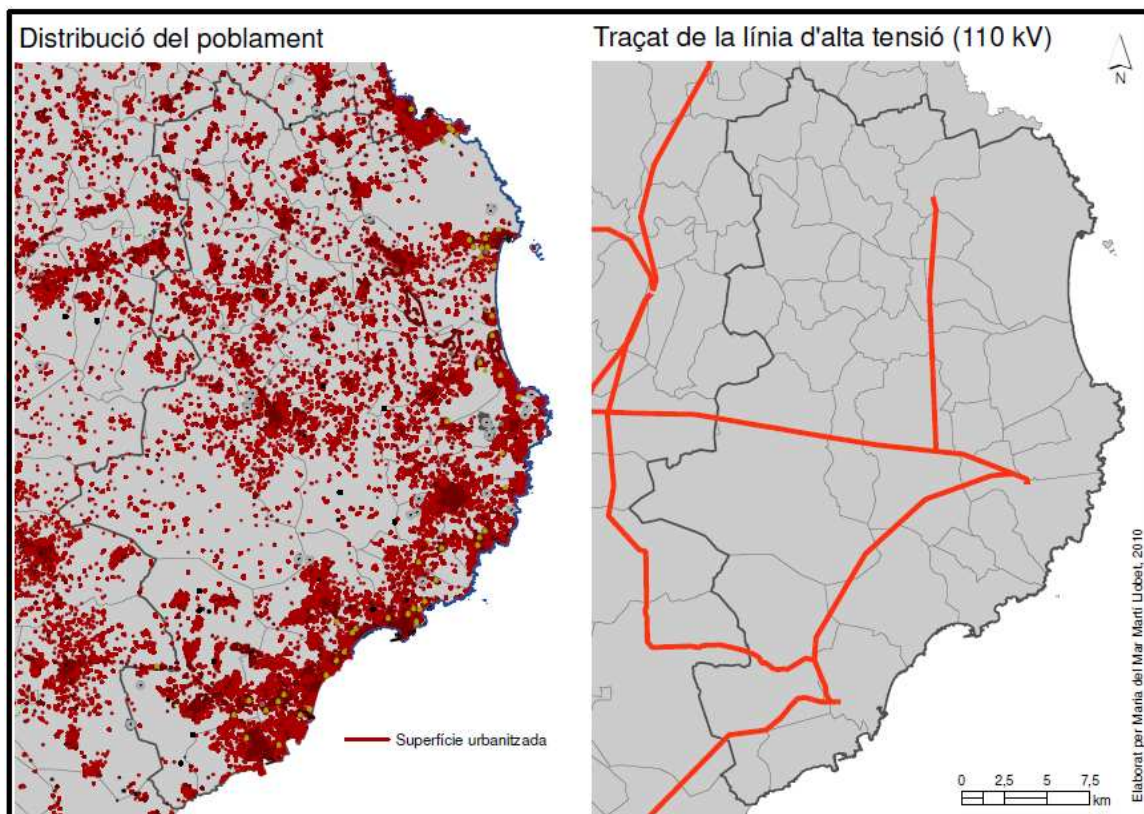 Distribució del poblament
Traçat de la línia d'alta tensió (110 kV)
N
Superfície urbanitzada
0 2,5 5 7,5
km
Elaborat per Maria del Mar Martí Llobet, 2010